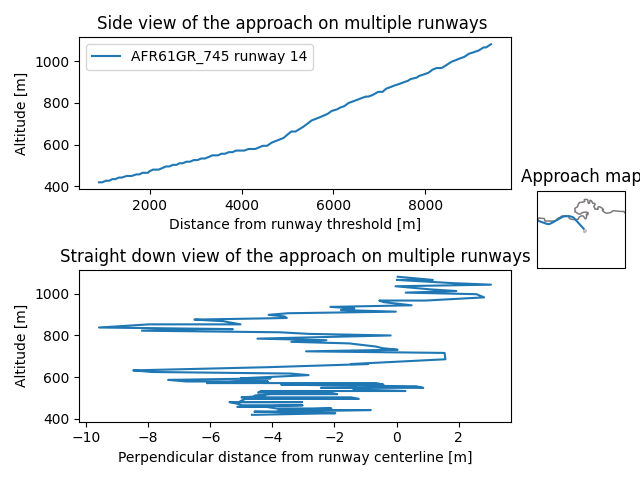 Side view of the approach on multiple runways
AFR61GR_745 runway 14
Altitude [m]
1000
800
600
400
2000
4000
6000
8000
Distance from runway threshold [m]
Approach map
Straight down view of the approach on multiple runways
Altitude [m]
1000
800
600
400
−10
−8
−6
−4
−2
0
2
Perpendicular distance from runway centerline [m]